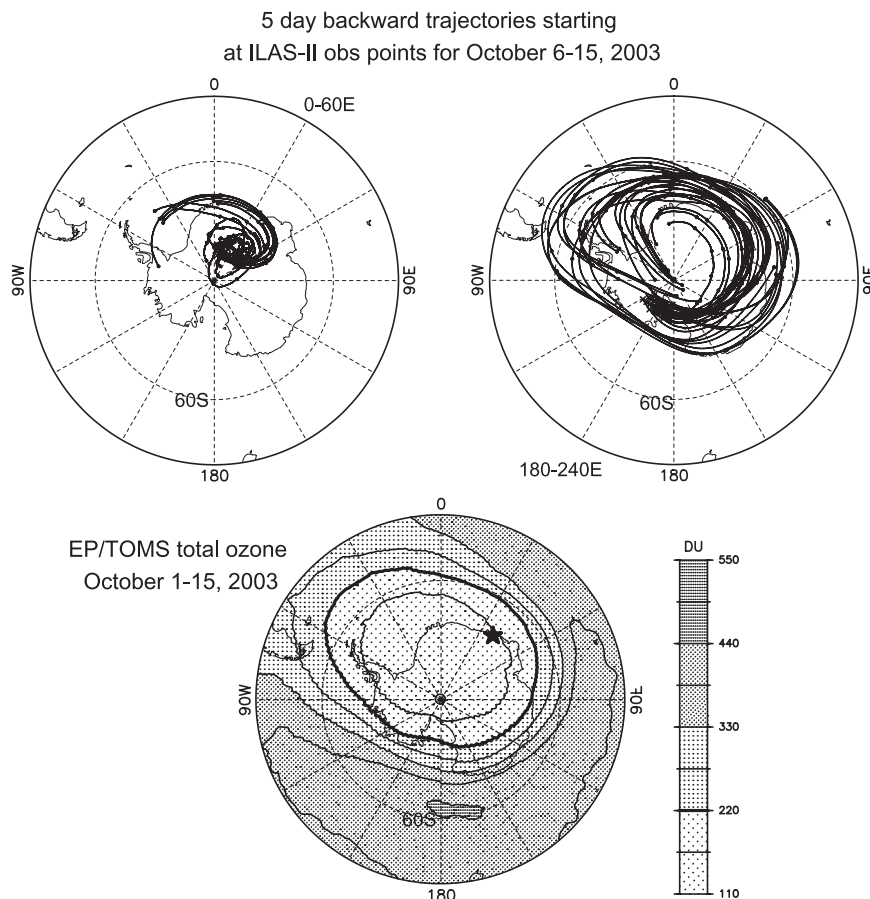 5 day backward trajectories starting
at ILAS-II obs points for October 6-15, 2003
0
0-60E
90W
90E
60S
180
0
90W
90E
60S
180-240E
180
EP/TOMS total ozone
October 1-15, 2003
0
90W
90E
60S
180
DU
550
440
330
220
110